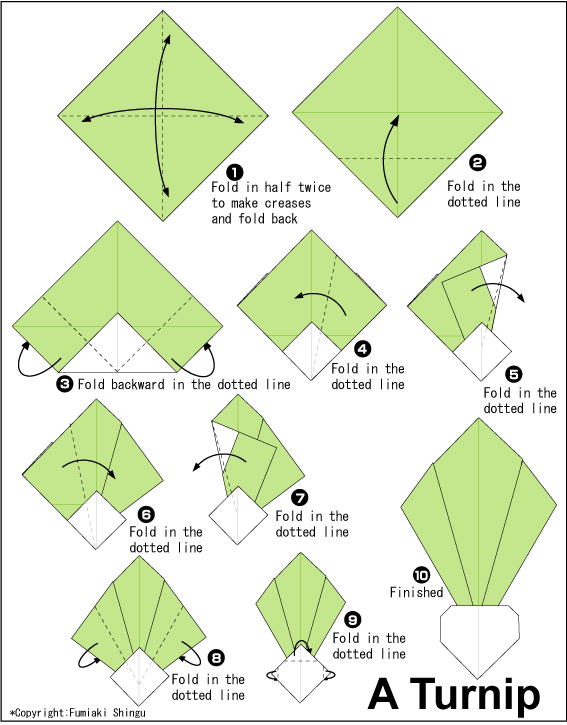 1
Fold in half twice
to make creases
and fold back
2
Fold in the
dotted line
3 Fold backward in the dotted line
4
Fold in the
dotted line
5
Fold in the
dotted line
6
Fold in the
dotted line
7
Fold in the
dotted line
8
Fold in the
dotted line
9
Fold in the
dotted line
10
Finished
A Turnip
*Copyright:Fumiaki Shingu